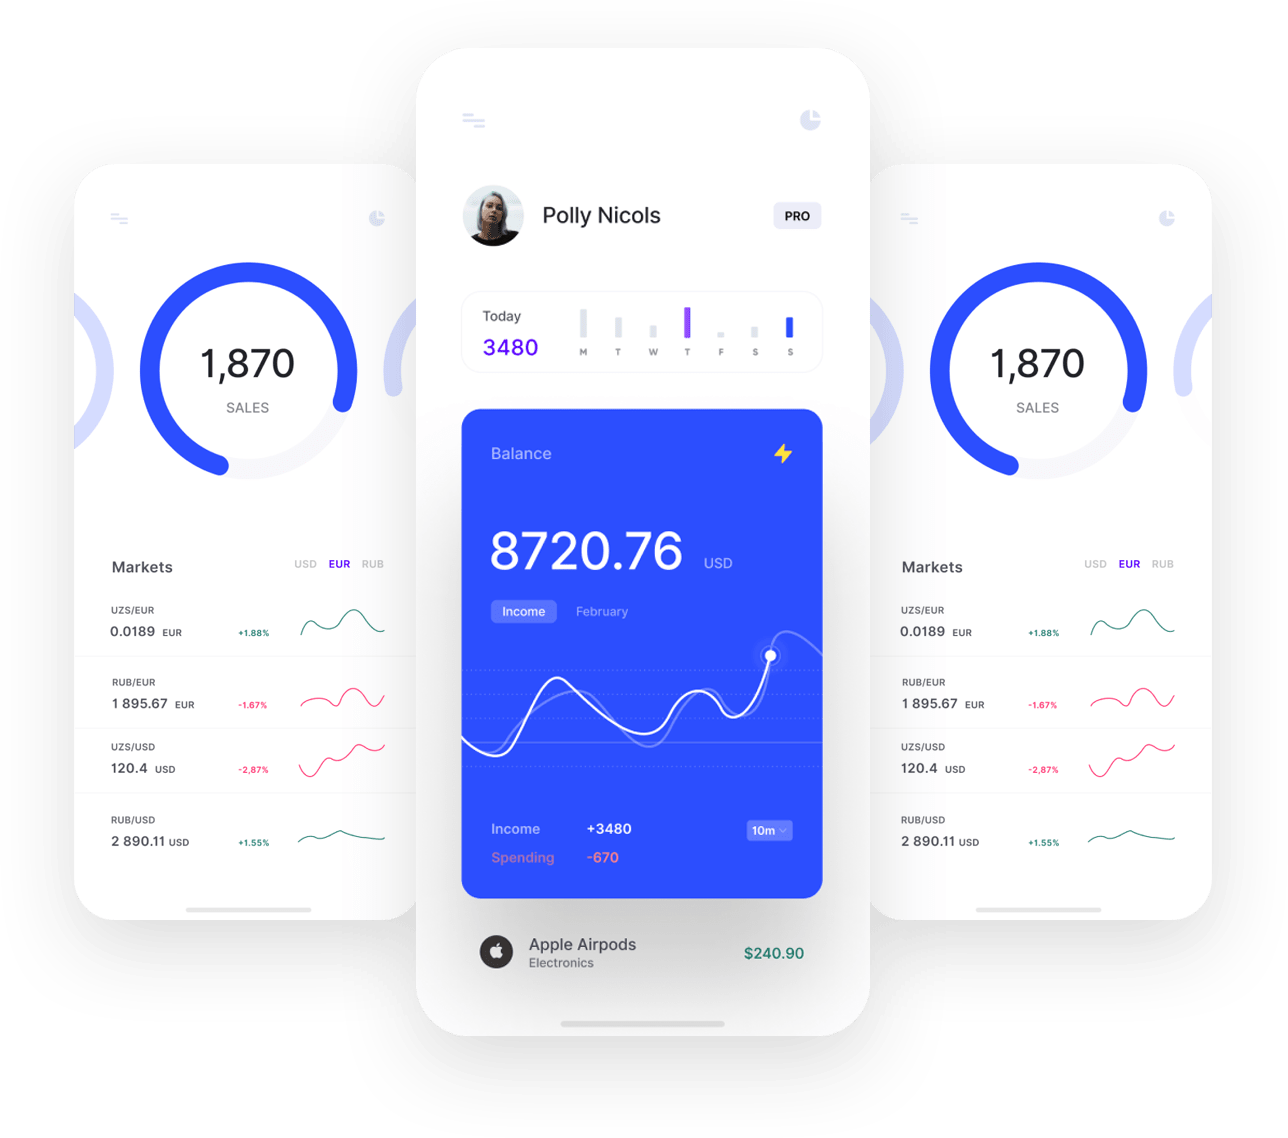 1,870
SALES
Markets USD EUR RUB
UZS/EUR
0.0189 EUR +1.88%
RUB/EUR
1 895.67 EUR -1.67%
UZS/USD
120.4 USD -2,87%
RUB/USD
2 890.11 USD +1.55%
Polly Nicols PRO
Today
3480
M T W T F S S
Balance
8720.76 USD
Income February
Income +3480 10m
Spending -670
Apple Airpods
Electronics
$240.90
1,870
SALES
Markets USD EUR RUB
UZS/EUR
0.0189 EUR +1.88%
RUB/EUR
1 895.67 EUR -1.67%
UZS/USD
120.4 USD -2,87%
RUB/USD
2 890.11 USD +1.55%